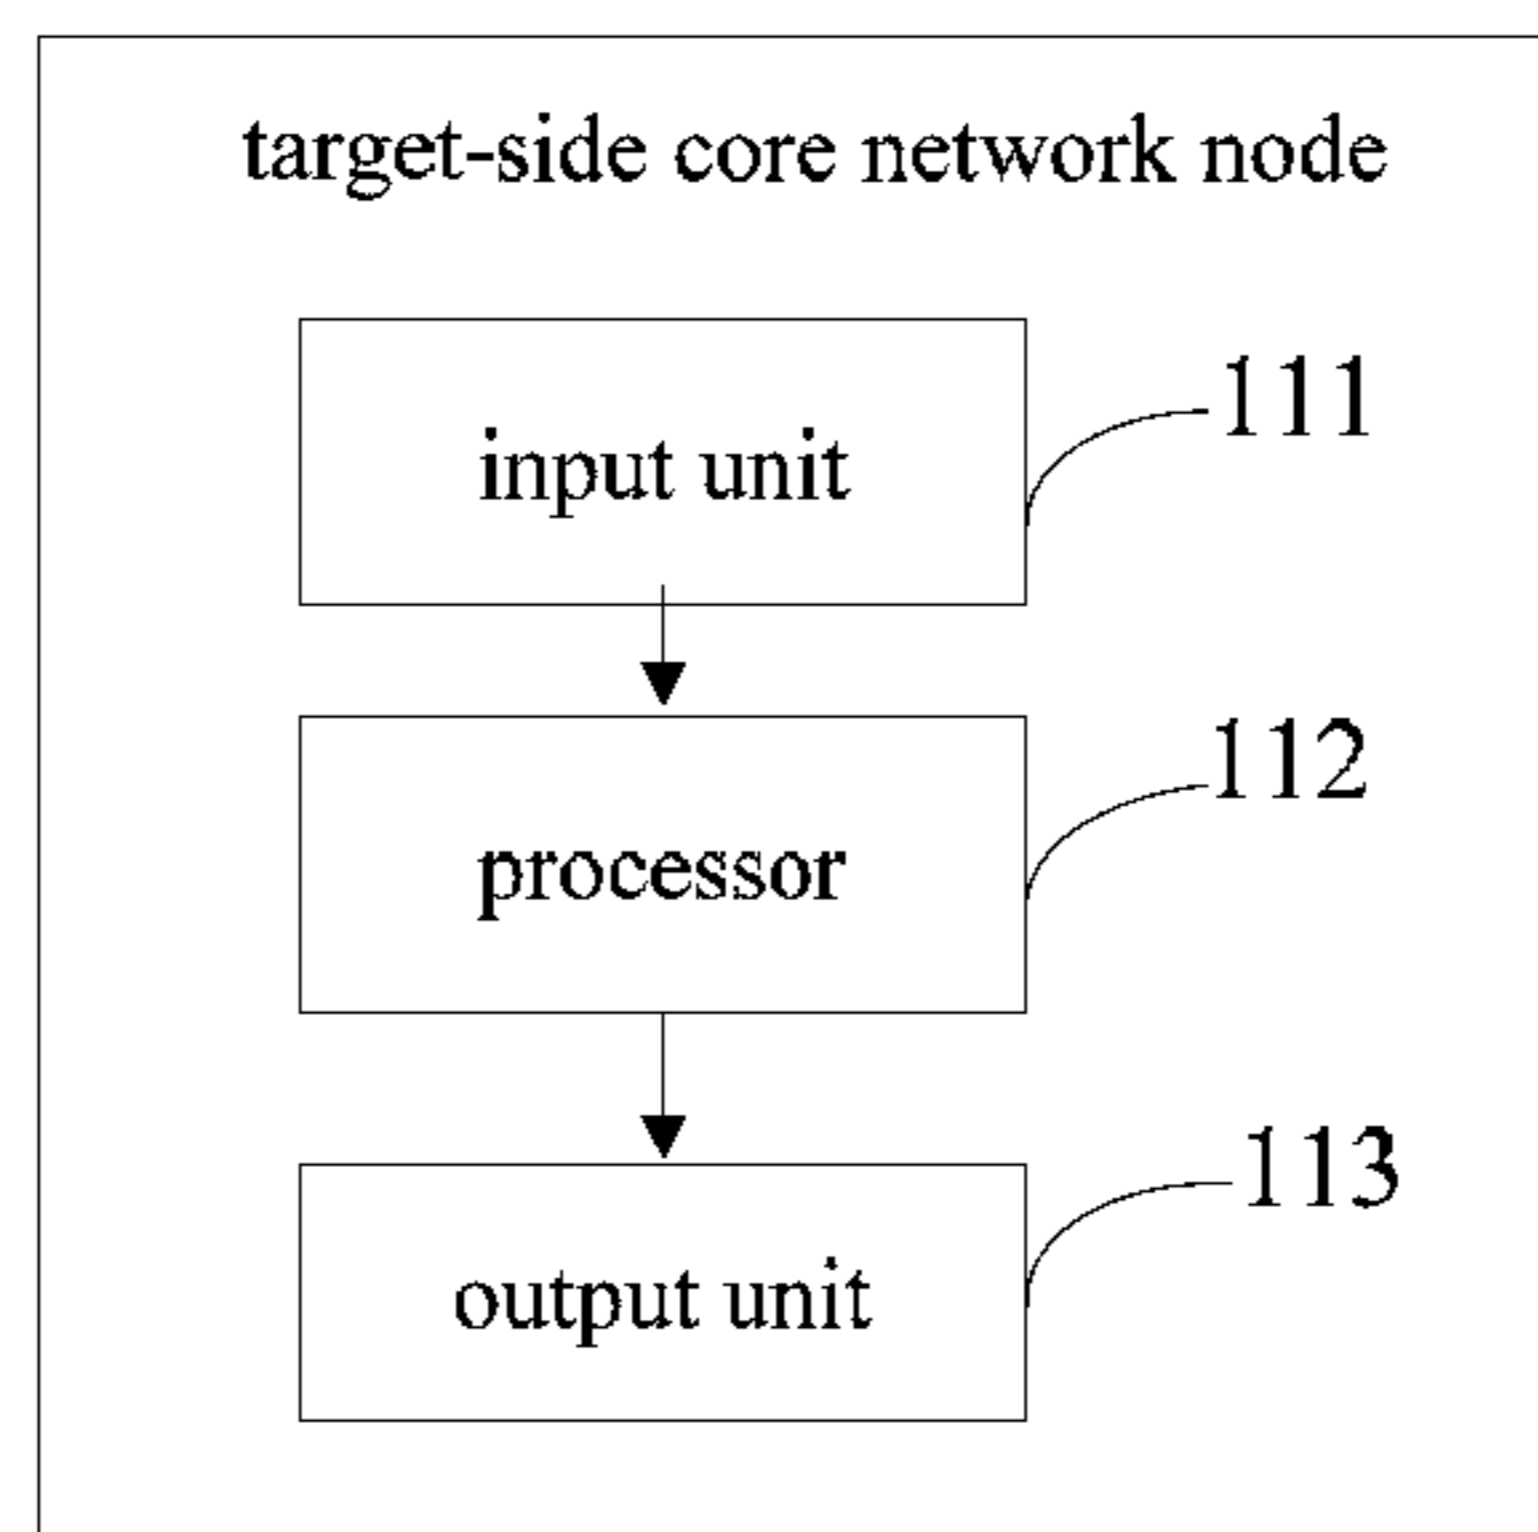 target-side core network node
input unit
111
processor
112
output unit
113